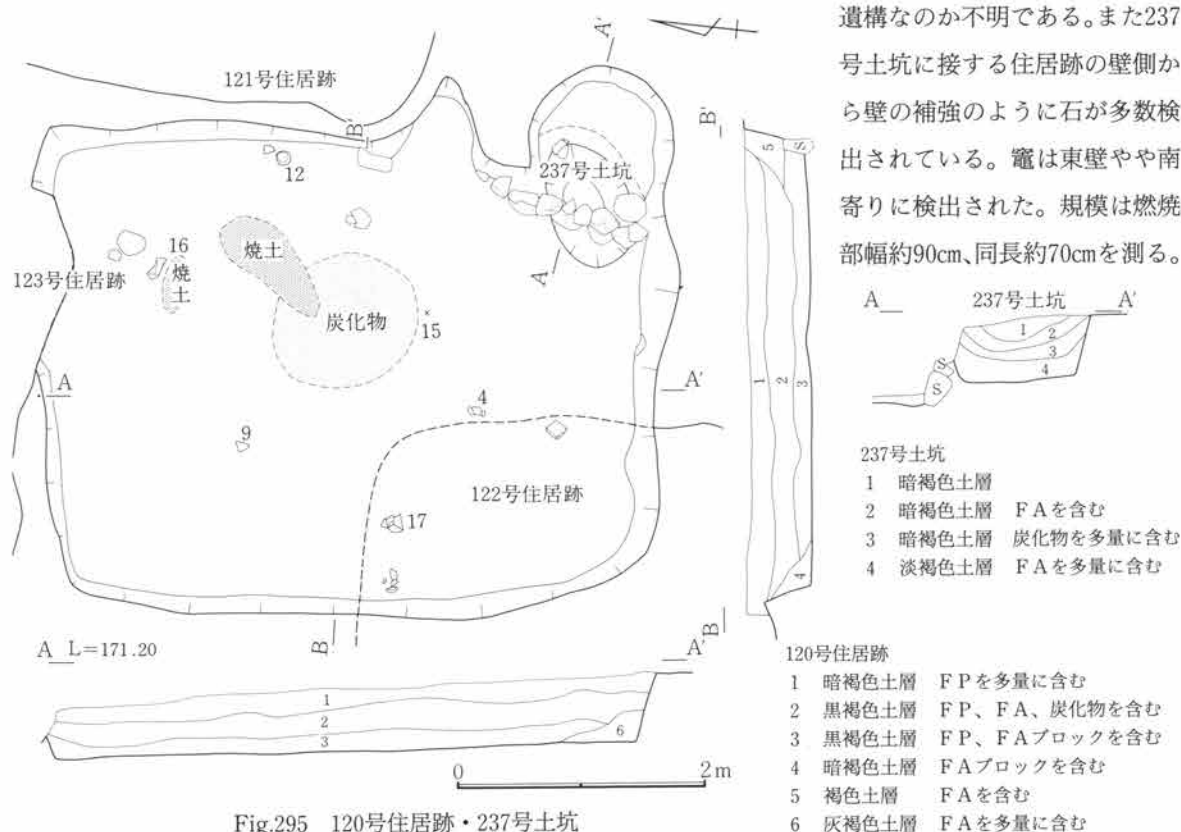 遺構なのか不明である。また237
号土坑に接する住居跡の壁側か
ら壁の補強のように石が多数検
出されている。竈は東壁やや南
寄りに検出された。規模は燃焼
部幅約90cm、同長約70cmを測る。
A'
121号住居跡
B'
B'
12
237号土坑
S
5
16
焼土
焼土
123号住居跡
炭化物
15
A
A
4
A'
1
2
3
9
122号住居跡
17
4
B
B
A
237号土坑
A'
1
2
3
4
S
S
237号土坑
1 暗褐色土層
2 暗褐色土層 FAを含む
3 暗褐色土層 炭化物を多量に含む
4 淡褐色土層 FAを多量に含む
A L=171.20
A'
1
2
3
6
0 2m
120号住居跡
1 暗褐色土層 FPを多量に含む
2 黒褐色土層 FP、FA、炭化物を含む
3 黒褐色土層 FP、FAブロックを含む
4 暗褐色土層 FAブロックを含む
5 褐色土層 FAを含む
6 灰褐色土層 FAを多量に含む
Fig.295 120号住居跡・237号土坑